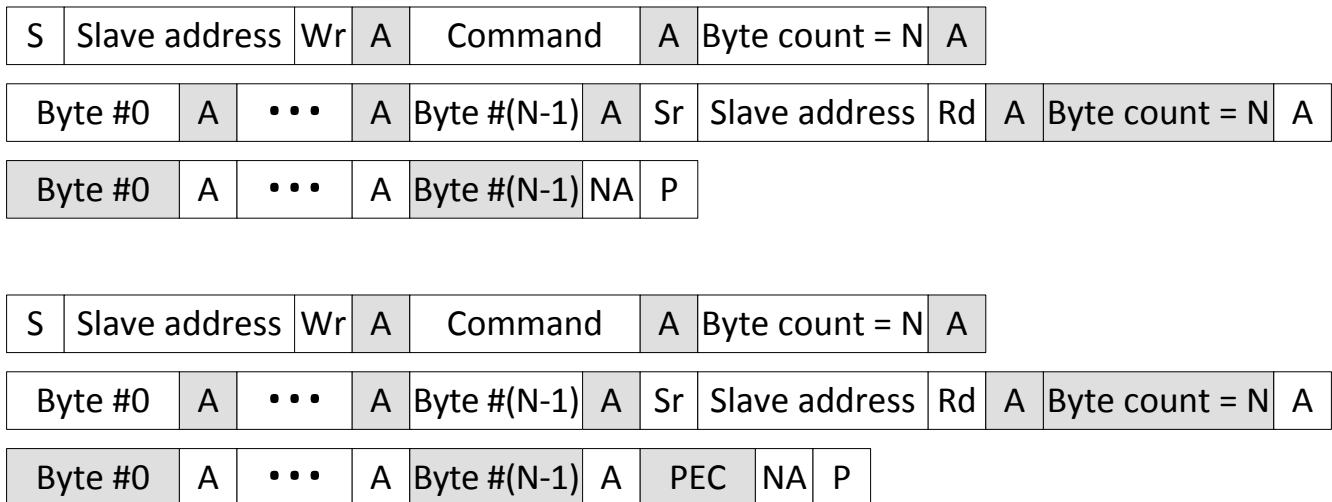 S Slave address Wr A Command A Byte count = N A
Byte #0 A ••• A Byte #(N-1) A Sr Slave address Rd A Byte count = N A
Byte #0 A ••• A Byte #(N-1) NA P
S Slave address Wr A Command A Byte count = N A
Byte #0 A ••• A Byte #(N-1) A Sr Slave address Rd A Byte count = N A
Byte #0 A ••• A Byte #(N-1) A PEC NA P